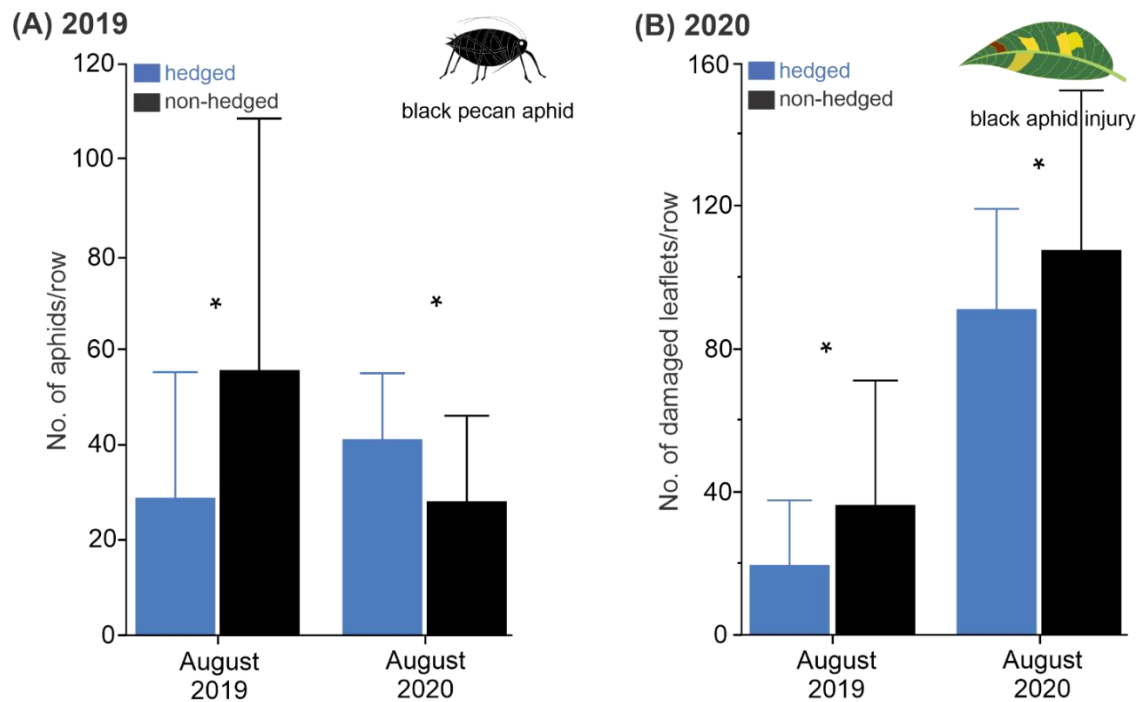 (A) 2019
120
100
80
60
40
20
0
No. of aphids/row
hedged
non-hedged
black pecan aphid
*
*
August
2019
August
2020
(B) 2020
160
120
80
40
0
No. of damaged leaflets/row
hedged
non-hedged
black aphid injury
*
*
August
2019
August
2020